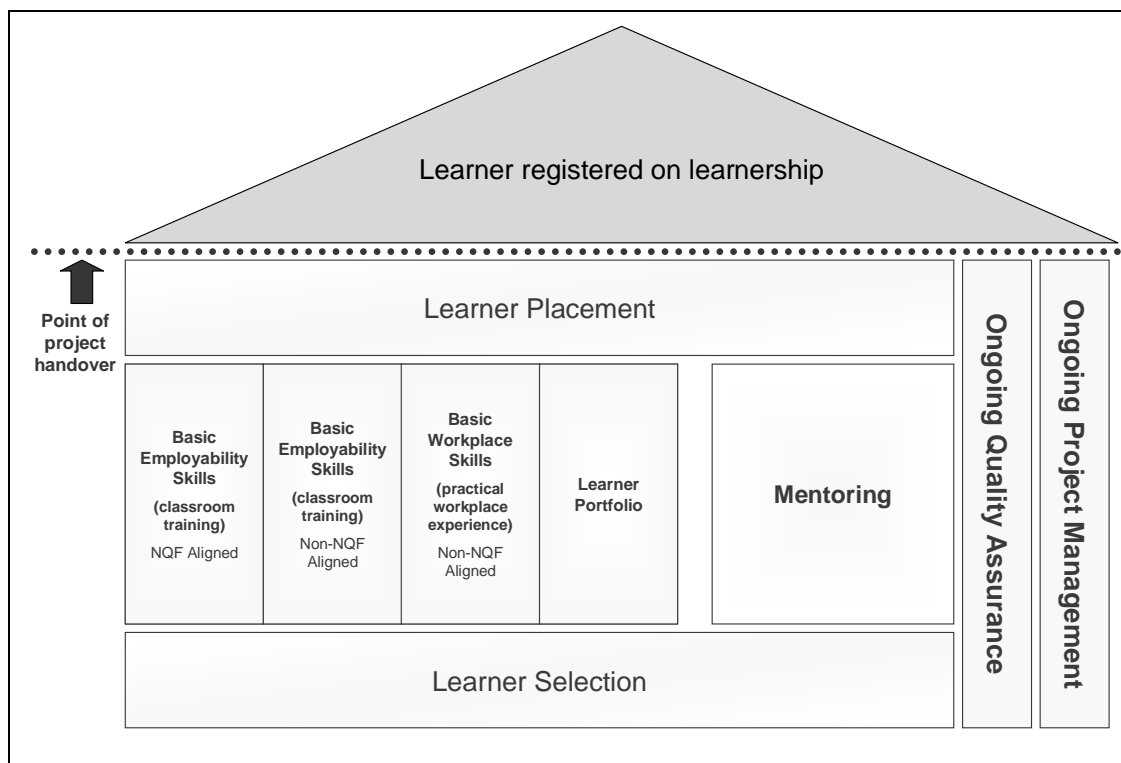 Learner registered on learnership
Point of
project
handover
Learner Placement
Basic
Employability
Skills
(classroom
training)
NQF Aligned
Basic
Employability
Skills
(classroom
training)
Non-NQF
Aligned
Basic
Workplace
Skills
(practical
workplace
experience)
Non-NQF
Aligned
Learner
Portfolio
Mentoring
Learner Selection
Ongoing Quality Assurance
Ongoing Project Management